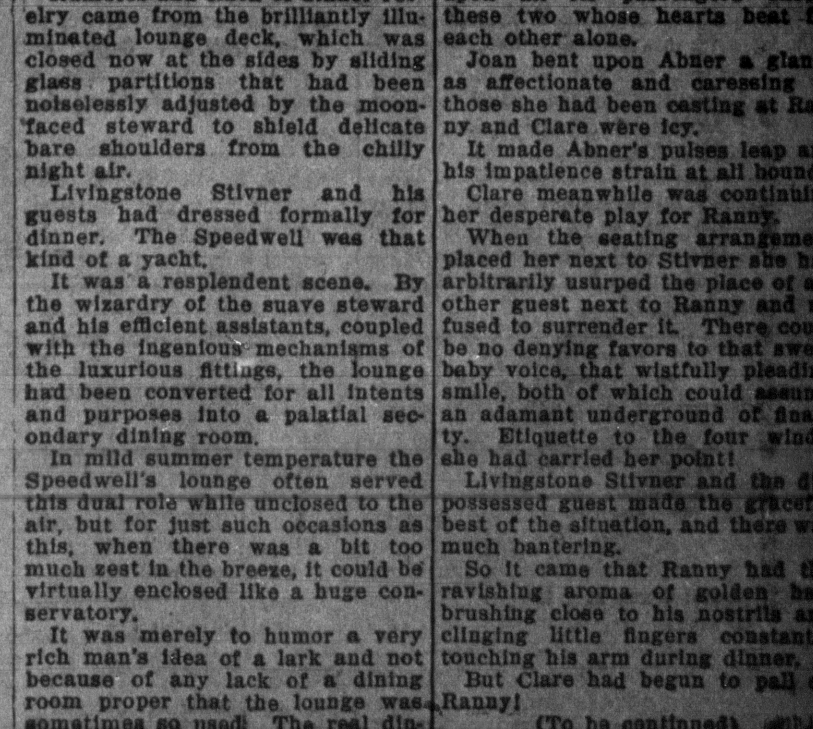 elry came from the brilliantly illu-
minated lounge deck, which was
closed now at the sides by sliding
glass partitions that had been
noiselessly adjusted by the moon-
faced steward to shield delicate
bare shoulders from the chilly
night air.
Livingstone Stivner and his
guests had dressed formally for
dinner. The Speedwell was that
kind of a yacht.
It was a resplendent scene. By
the wizardry of the suave steward
and his efficient assistants, coupled
with the ingenious mechanisms of
the luxurious fittings, the lounge
had been converted for all intents
and purposes into a palatial sec-
ondary dining room.
In mild summer temperature the
Speedwell's lounge often served
this dual role while unclosed to the
air, but for just such occasions as
this, when there was a bit too
much zest in the breeze, it could be
virtually enclosed like a huge con-
servatory.
It was merely to humor a very
rich man's idea of a lark and not
because of any lack of a dining
room proper that the lounge was
sometimes so used. The real din-
these two whose hearts beat
each other alone.
Joan bent upon Abner a
as affectionate and caressing
those she had been casting at
ny and Clare were icy.
It made Abner's pulses leap
his impatience strain at all
Clare meanwhile was
her desperate play for Ranny.
When the seating
placed her next to Stivner she
arbitrarily usurped the place of
other guest next to Ranny and
fused to surrender it. There
be no denying favors to that
baby voice, that wistfully
smile, both of which could
an adamant underground of
ty. Etiquette to the four
she had carried her point!
Livingstone Stivner and the
possessed guest made the
best of the situation, and there
much bantering.
So it came that Ranny had
ravishing aroma of golden
brushing close to his nostrils
clinging little fingers
touching his arm during dinner.
But Clare had begun to pall
Ranny!
(To be continued)